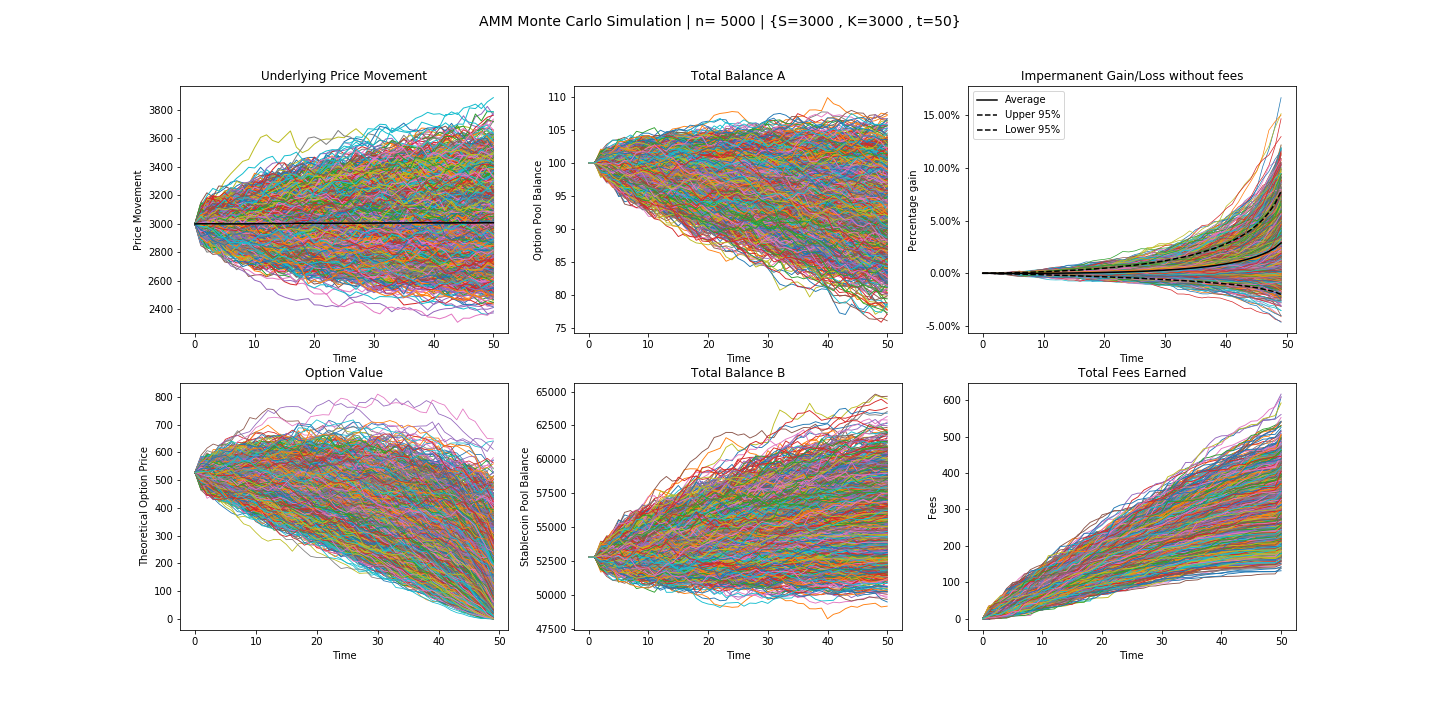 AMM Monte Carlo Simulation | n= 5000 | {S=3000 , K=3000 , t=50}
Underlying Price Movement
3800
3600
3400
3200
3000
2800
2600
2400
Price Movement
0 10 20 30 40 50
Time
Total Balance A
110
105
100
95
90
85
80
75
Option Pool Balance
0 10 20 30 40 50
Time
Impermanent Gain/Loss without fees
Average
Upper 95%
Lower 95%
15.00%
10.00%
5.00%
0.00%
-5.00%
Percentage gain
0 10 20 30 40 50
Time
Option Value
800
700
600
500
400
300
200
100
0
Theoretical Option Price
0 10 20 30 40 50
Time
Total Balance B
65000
62500
60000
57500
55000
52500
50000
47500
Stablecoin Pool Balance
0 10 20 30 40 50
Time
Total Fees Earned
600
500
400
300
200
100
0
Fees
0 10 20 30 40 50
Time